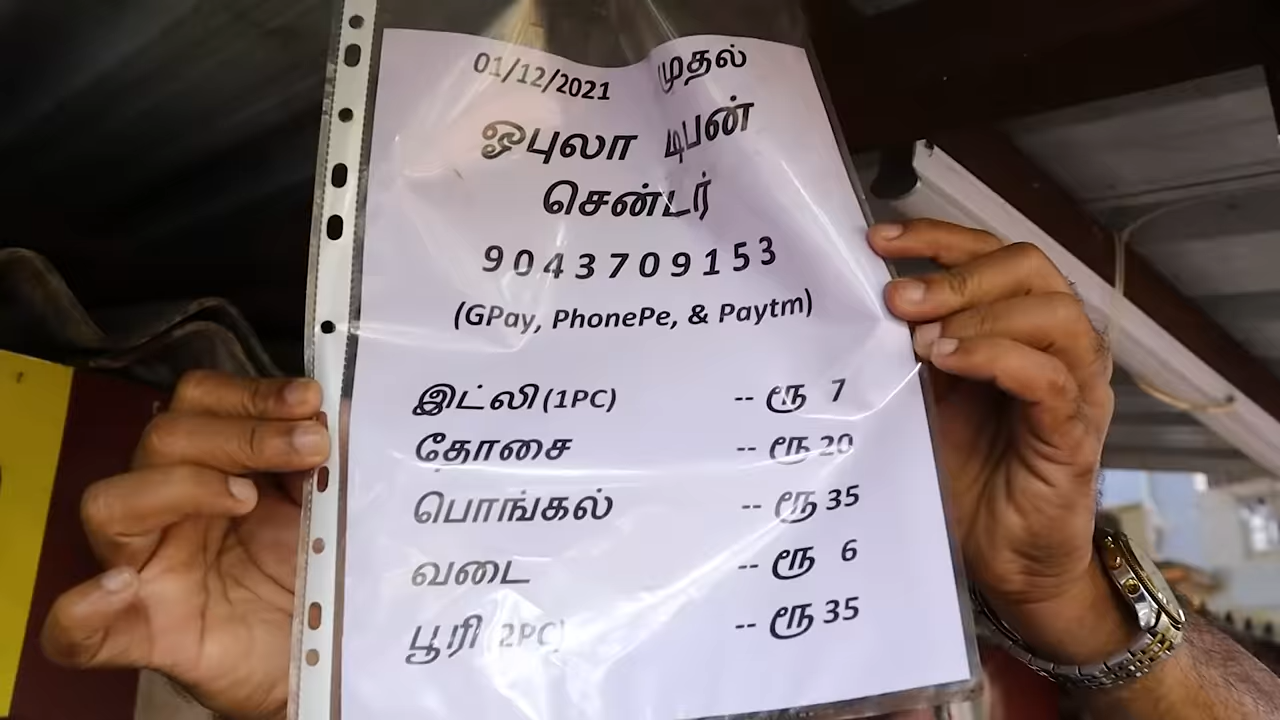 01/12/2021 முதல்
ஓபுலா டிபன்
சென்டர்
9043709153
(GPay, PhonePe, & Paytm)
இட்லி (1PC) -- ரூ 7
தோசை -- ரூ 20
பொங்கல் -- ரூ 35
வடை -- ரூ 6
பூரி (2PC) -- ரூ 35